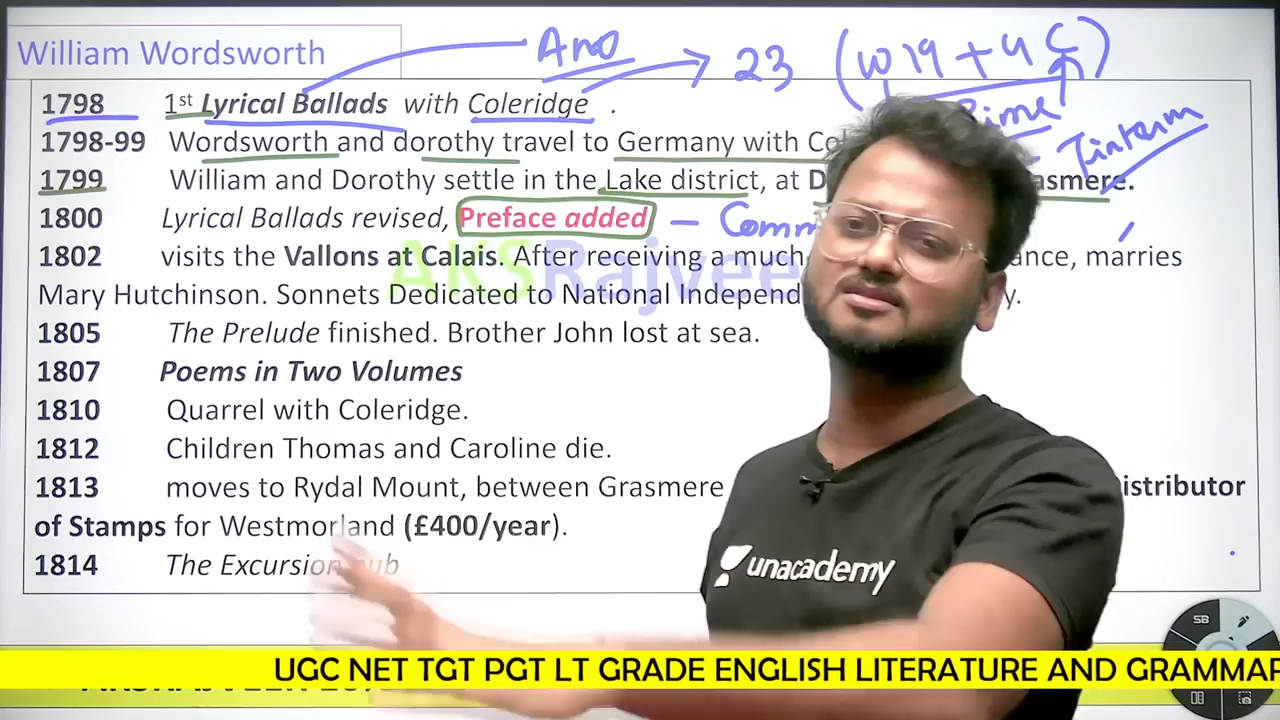 William Wordsworth
Ano → 23 (W 19 + 4 C)
1798 1st Lyrical Ballads with Coleridge .
Rime
1798-99 Wordsworth and dorothy travel to Germany with Co
Tintern
1799 William and Dorothy settle in the Lake district, at D asmere.
1800 Lyrical Ballads revised, Preface added – Comm
AKSRajvee
1802 visits the Vallons at Calais. After receiving a much ance, marries
Mary Hutchinson. Sonnets Dedicated to National Independ y.
1805 The Prelude finished. Brother John lost at sea.
1807 Poems in Two Volumes
1810 Quarrel with Coleridge.
1812 Children Thomas and Caroline die.
1813 moves to Rydal Mount, between Grasmere istributor
of Stamps for Westmorland (£400/year).
1814 The Excursion pub
unacademy
SB
UGC NET TGT PGT LT GRADE ENGLISH LITERATURE AND GRAMMAR